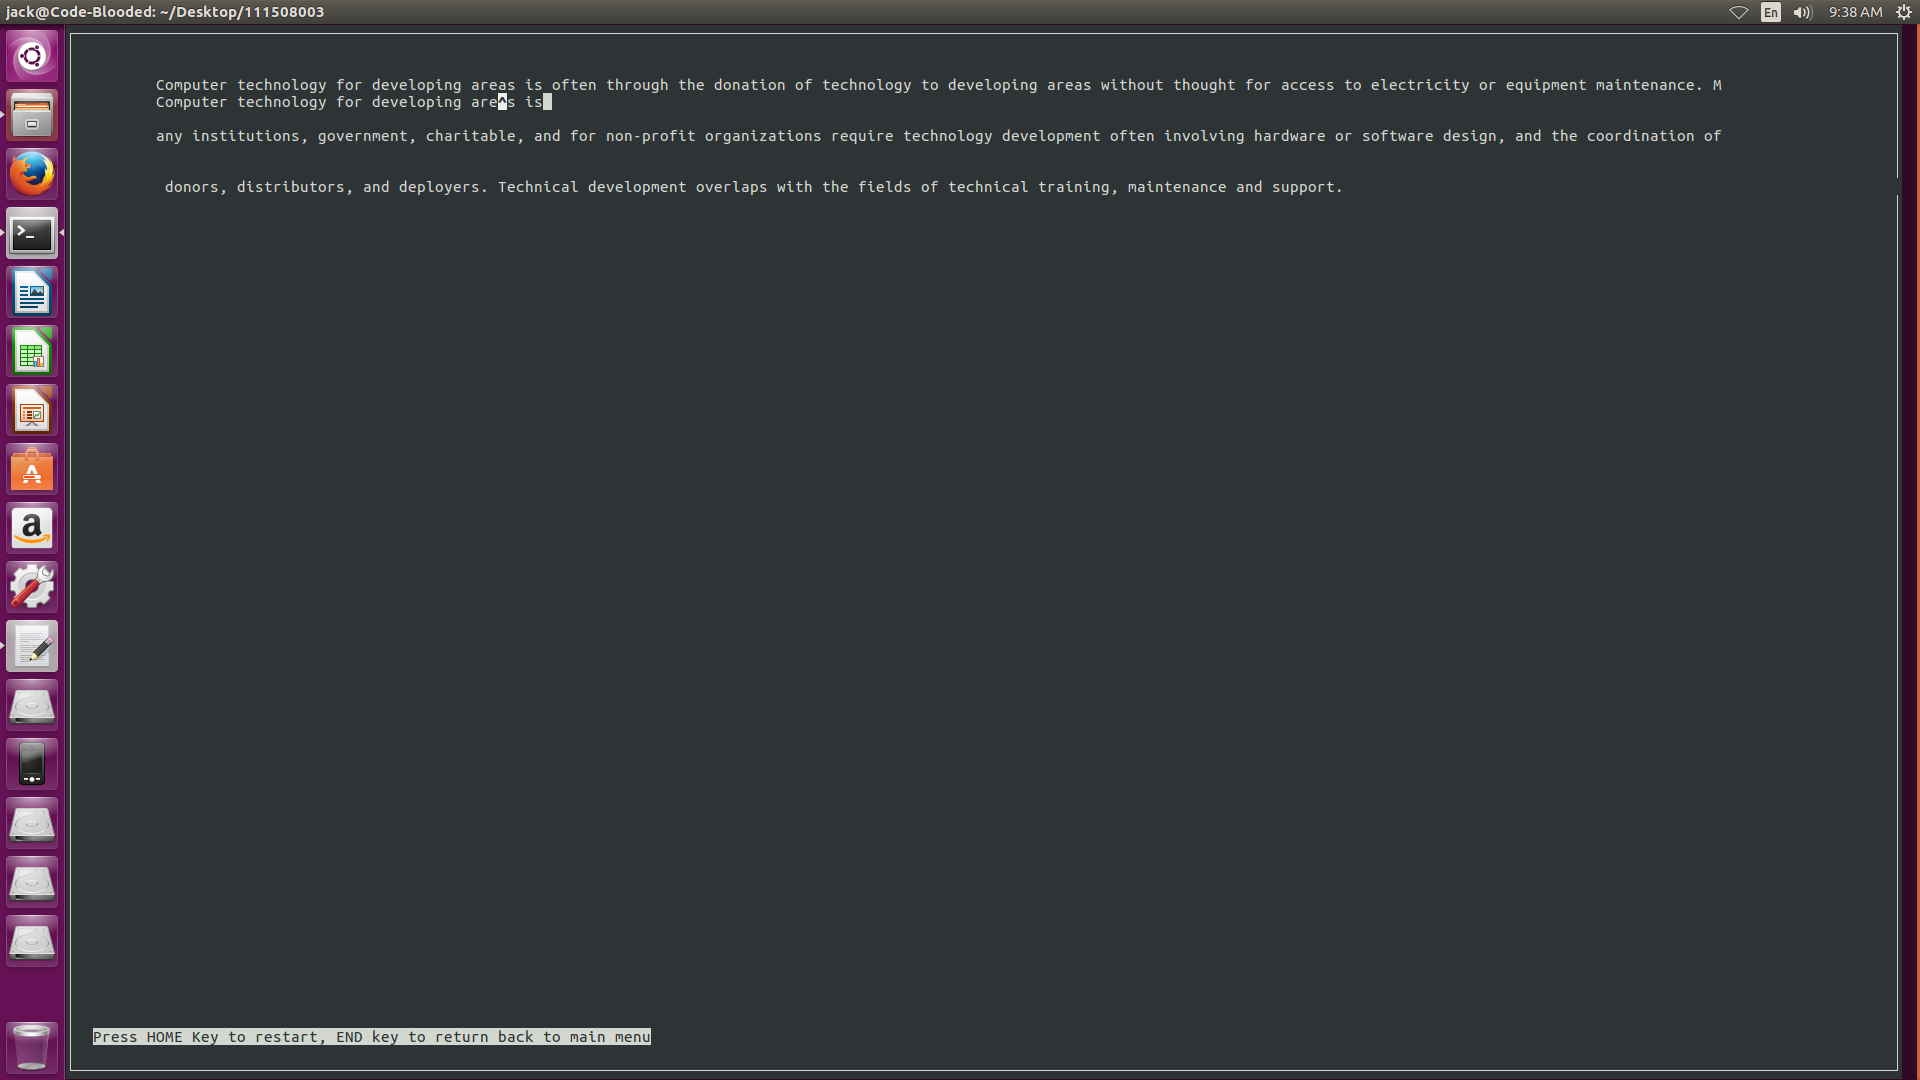 jack@Code-Blooded: ~/Desktop/111508003
En
9:38 AM
Computer technology for developing areas is often through the donation of technology to developing areas without thought for access to electricity or equipment maintenance. M
Computer technology for developing are^s is
any institutions, government, charitable, and for non-profit organizations require technology development often involving hardware or software design, and the coordination of
donors, distributors, and deployers. Technical development overlaps with the fields of technical training, maintenance and support.
Press HOME Key to restart, END key to return back to main menu